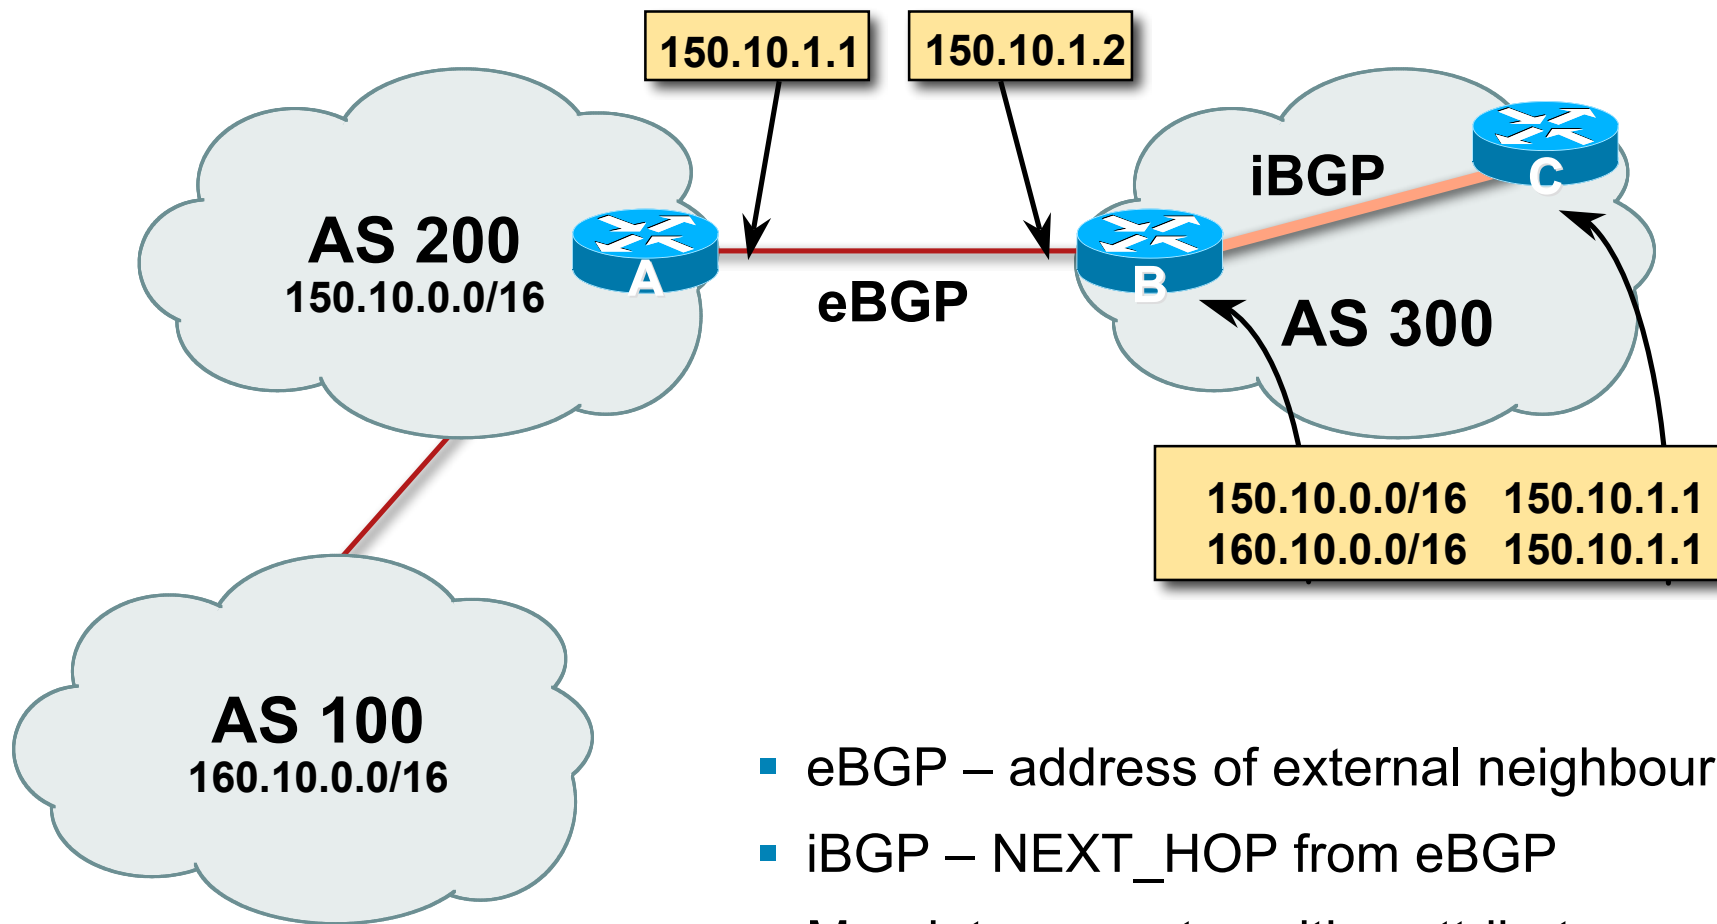 150.10.1.1
150.10.1.2
iBGP
C
AS 200
150.10.0.0/16
A
B
eBGP
AS 300
150.10.0.0/16 150.10.1.1
160.10.0.0/16 150.10.1.1
AS 100
160.10.0.0/16
eBGP – address of external neighbour
iBGP – NEXT_HOP from eBGP